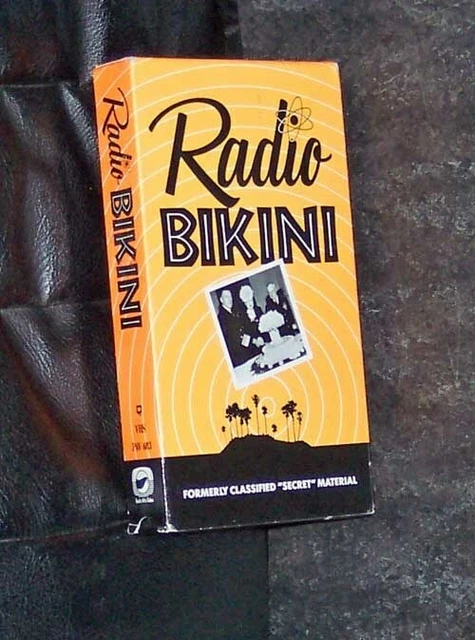 Radio
BIKINI
FORMERLY CLASSIFIED "SECRET" MATERIAL
Radio
BIKINI
VHS